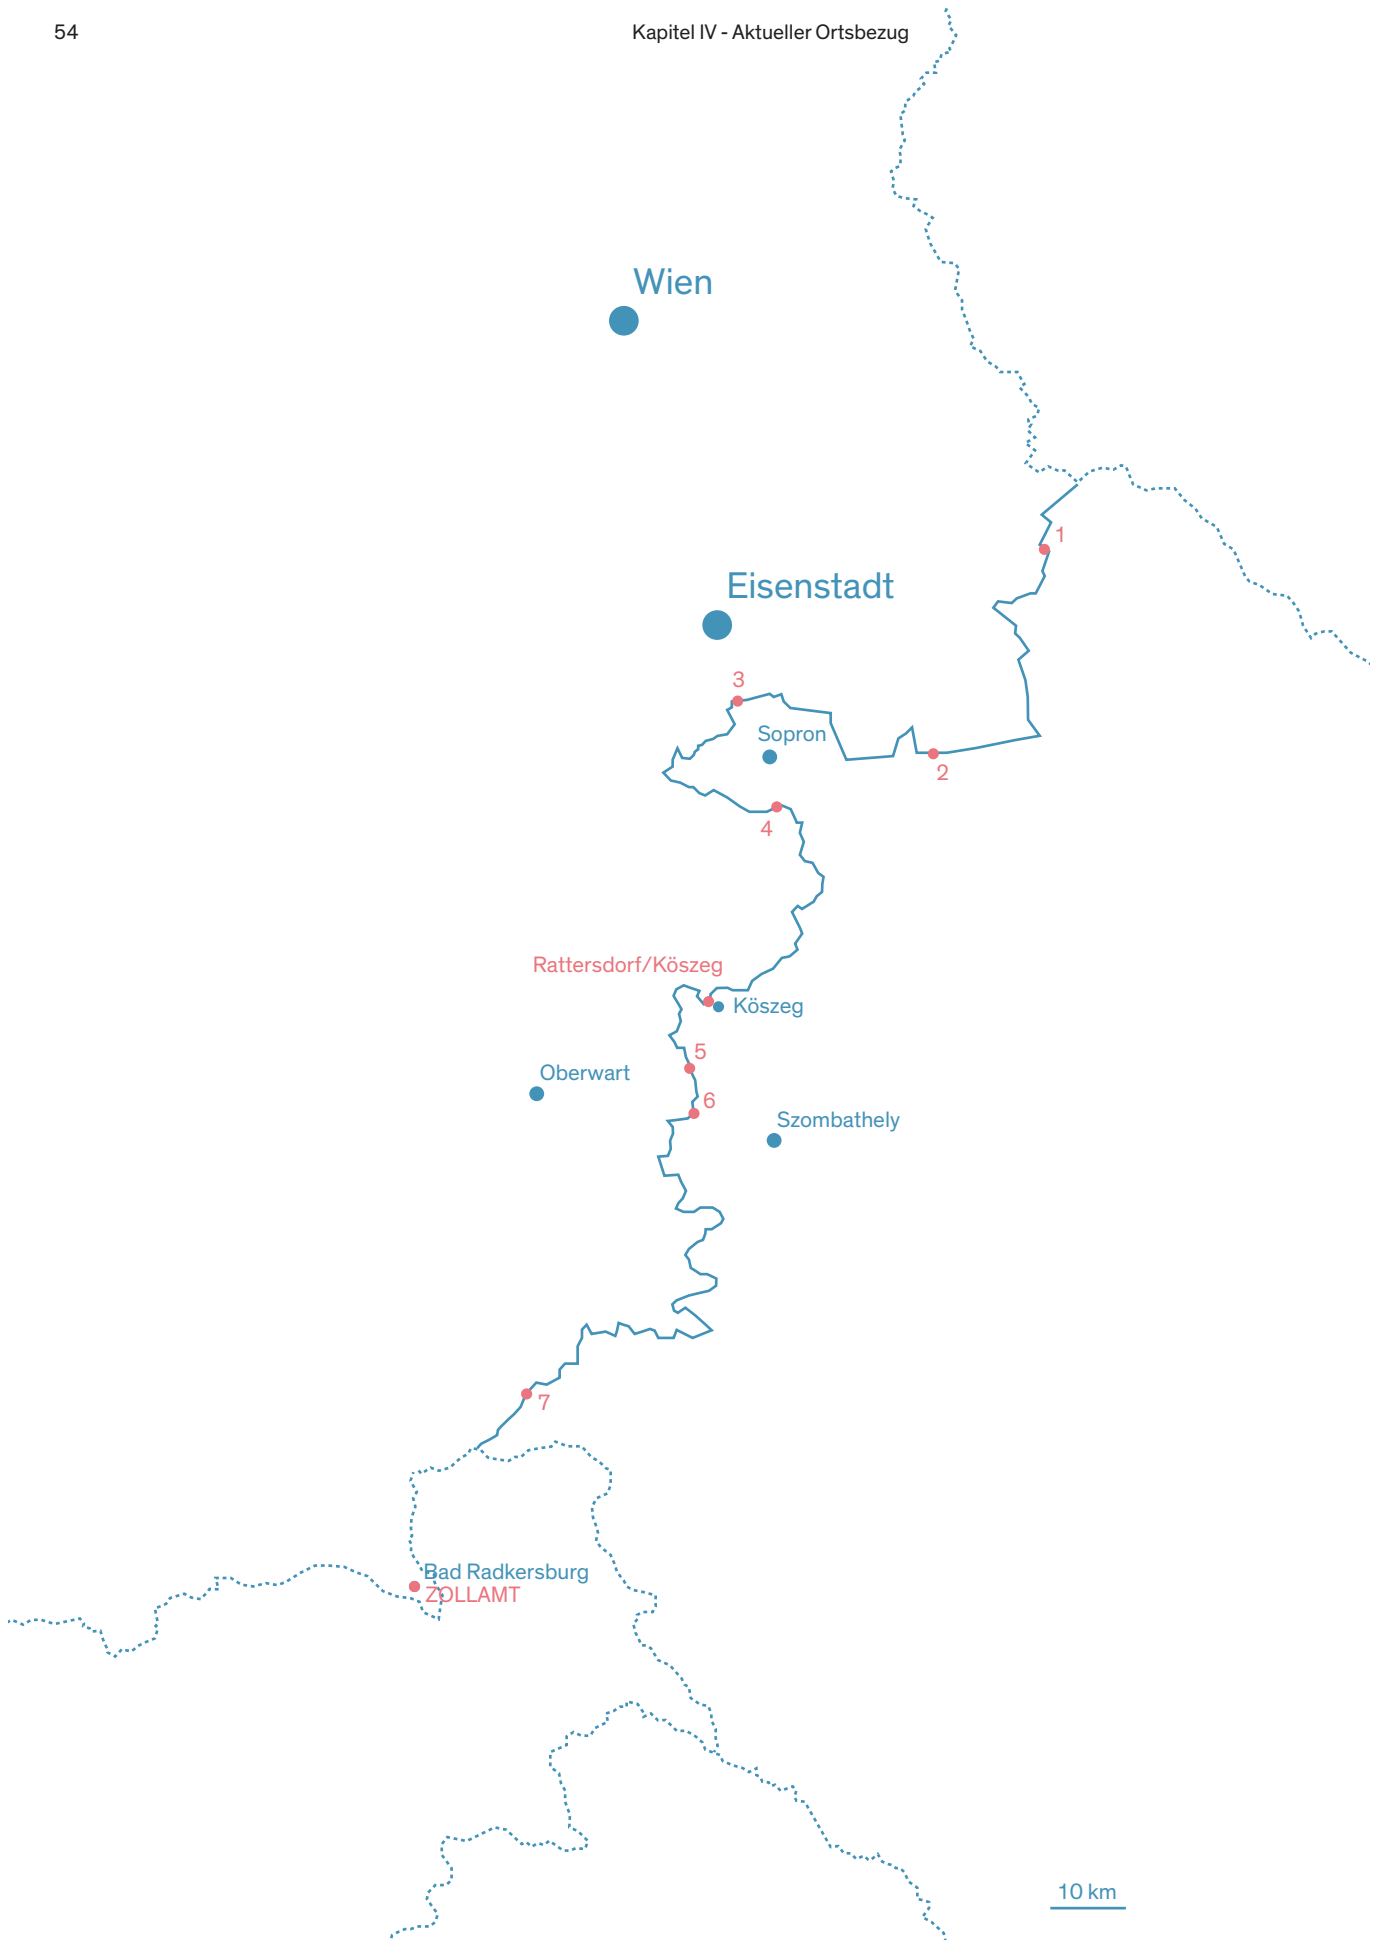 54
Kapitel IV - Aktueller Ortsbezug
Wien
1
Eisenstadt
3
Sopron
2
4
Rattersdorf/Köszeg
Köszeg
5
Oberwart
6
Szombathely
7
Bad Radkersburg
ZOLLAMT
10 km